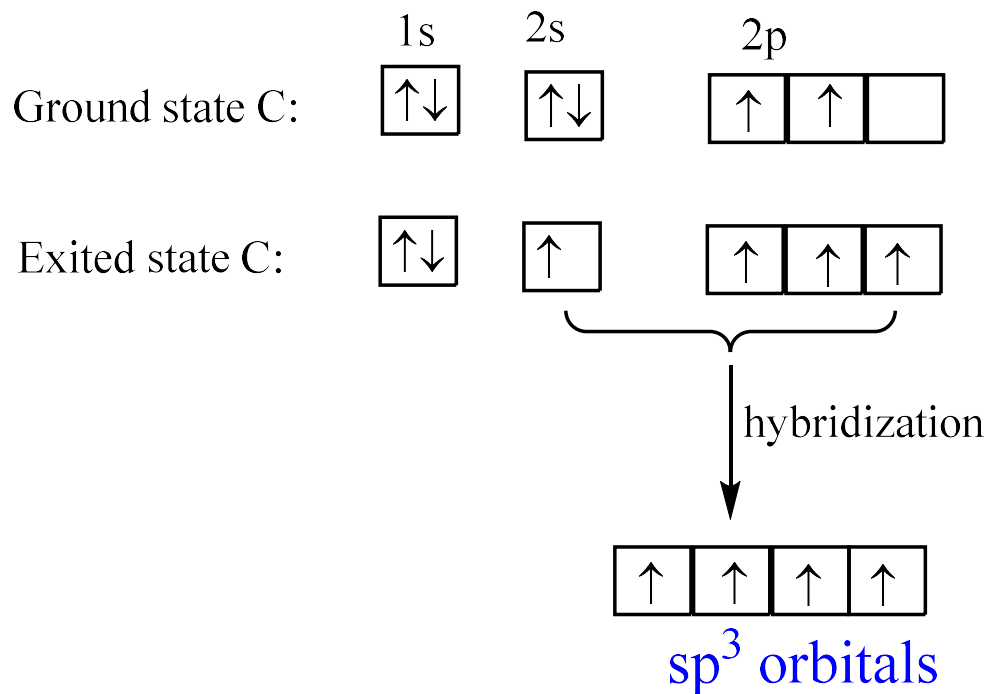 1s 2s 2p
Ground state C: ↑↓ ↑↓ ↑ ↑
Exited state C: ↑↓ ↑ ↑ ↑ ↑
hybridization
↑ ↑ ↑ ↑
sp³ orbitals